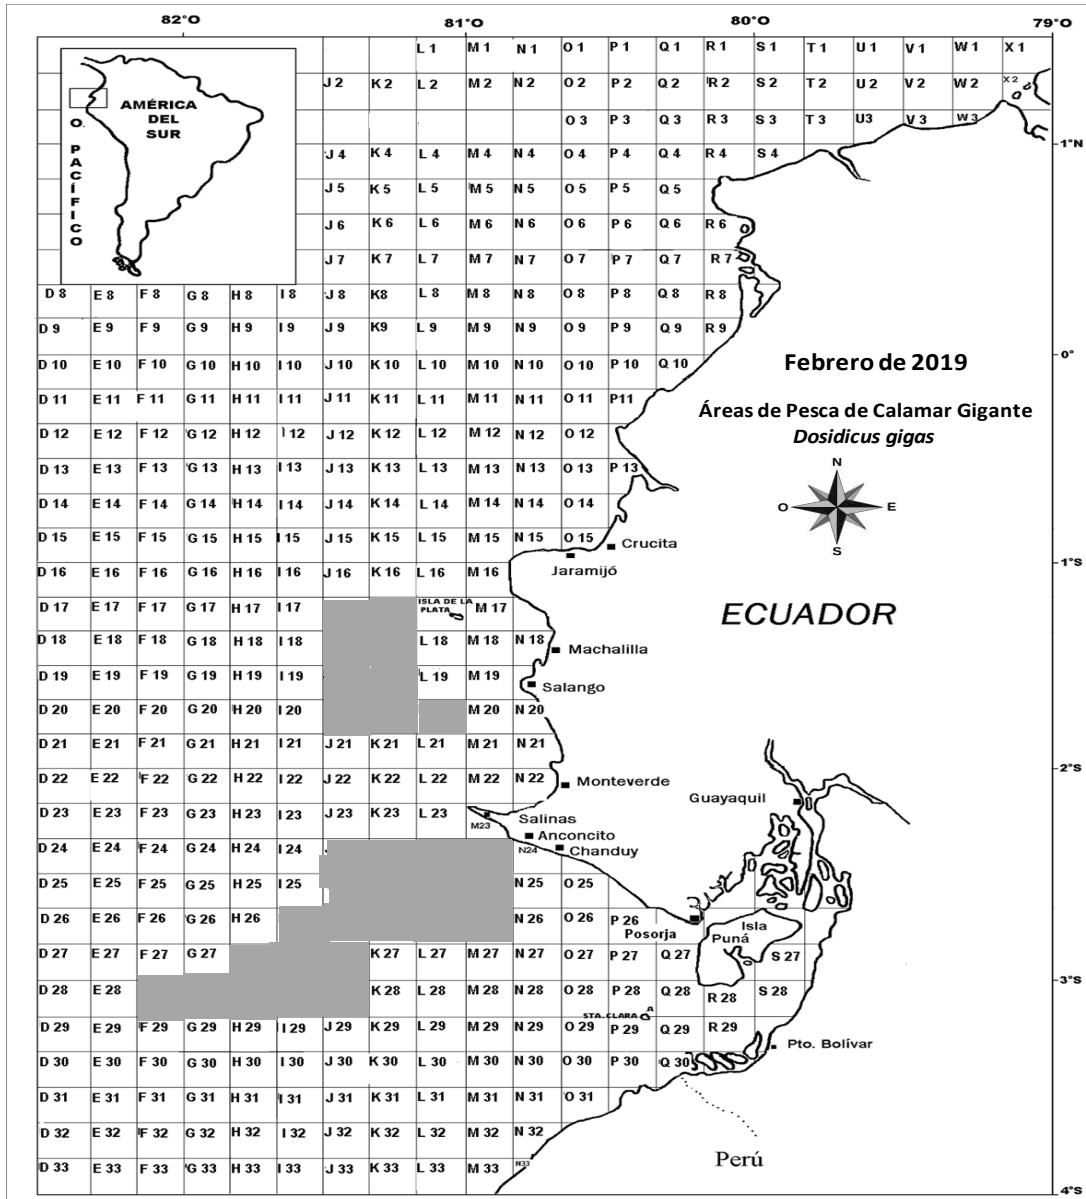 82°O 81°O 80°O 79°O
L 1 M 1 N 1 O 1 P 1 Q 1 R 1 S 1 T 1 U 1 V 1 W 1 X 1
J 2 K 2 L 2 M 2 N 2 O 2 P 2 Q 2 R 2 S 2 T 2 U 2 V 2 W 2 X 2
AMÉRICA
DEL
SUR
O. PACÍFICO
O 3 P 3 Q 3 R 3 S 3 T 3 U3 V 3 W 3
1°N
J 4 K 4 L 4 M 4 N 4 O 4 P 4 Q 4 R 4 S 4
J 5 K 5 L 5 M 5 N 5 O 5 P 5 Q 5
J 6 K 6 L 6 M 6 N 6 O 6 P 6 Q 6 R 6
J 7 K 7 L 7 M 7 N 7 O 7 P 7 Q 7 R 7
D 8 E 8 F 8 G 8 H 8 I 8 J 8 K8 L 8 M 8 N 8 O 8 P 8 Q 8 R 8
D 9 E 9 F 9 G 9 H 9 I 9 J 9 K9 L 9 M 9 N 9 O 9 P 9 Q 9 R 9
0°
D 10 E 10 F 10 G 10 H 10 I 10 J 10 K 10 L 10 M 10 N 10 O 10 P 10 Q 10
Febrero de 2019
D 11 E 11 F 11 G 11 H 11 I 11 J 11 K 11 L 11 M 11 N 11 O 11 P11
Áreas de Pesca de Calamar Gigante
Dosidicus gigas
D 12 E 12 F 12 G 12 H 12 I 12 J 12 K 12 L 12 M 12 N 12 O 12
D 13 E 13 F 13 G 13 H 13 I 13 J 13 K 13 L 13 M 13 N 13 O 13 P 13
N
O E
S
D 14 E 14 F 14 G 14 H 14 I 14 J 14 K 14 L 14 M 14 N 14 O 14
D 15 E 15 F 15 G 15 H 15 I 15 J 15 K 15 L 15 M 15 N 15 O 15
Crucita
Jaramijó
1°S
D 16 E 16 F 16 G 16 H 16 I 16 J 16 K 16 L 16 M 16
ISLA DE LA
PLATA
D 17 E 17 F 17 G 17 H 17 I 17 M 17
ECUADOR
D 18 E 18 F 18 G 18 H 18 I 18 L 18 M 18 N 18
Machalilla
D 19 E 19 F 19 G 19 H 19 I 19 L 19 M 19
Salango
D 20 E 20 F 20 G 20 H 20 I 20 M 20 N 20
D 21 E 21 F 21 G 21 H 21 I 21 J 21 K 21 L 21 M 21 N 21
2°S
D 22 E 22 F 22 G 22 H 22 I 22 J 22 K 22 L 22 M 22 N 22
Monteverde
Guayaquil
D 23 E 23 F 23 G 23 H 23 I 23 J 23 K 23 L 23 M23
Salinas
Anconcito
D 24 E 24 F 24 G 24 H 24 I 24 N24
Chanduy
D 25 E 25 F 25 G 25 H 25 I 25 N 25 O 25
D 26 E 26 F 26 G 26 H 26 N 26 O 26 P 26
Posorja
Isla
Puná
D 27 E 27 F 27 G 27 K 27 L 27 M 27 N 27 O 27 P 27 Q 27 S 27
3°S
D 28 E 28 K 28 L 28 M 28 N 28 O 28 P 28 Q 28 R 28 S 28
STA. CLARA
D 29 E 29 F 29 G 29 H 29 I 29 J 29 K 29 L 29 M 29 N 29 O 29 P 29 Q 29 R 29
Pto. Bolívar
D 30 E 30 F 30 G 30 H 30 I 30 J 30 K 30 L 30 M 30 N 30 O 30 P 30 Q 30
D 31 E 31 F 31 G 31 H 31 I 31 J 31 K 31 L 31 M 31 N 31 O 31
D 32 E 32 F 32 G 32 H 32 I 32 J 32 K 32 L 32 M 32 N 32
Perú
D 33 E 33 F 33 G 33 H 33 I 33 J 33 K 33 L 33 M 33 N33
4°S